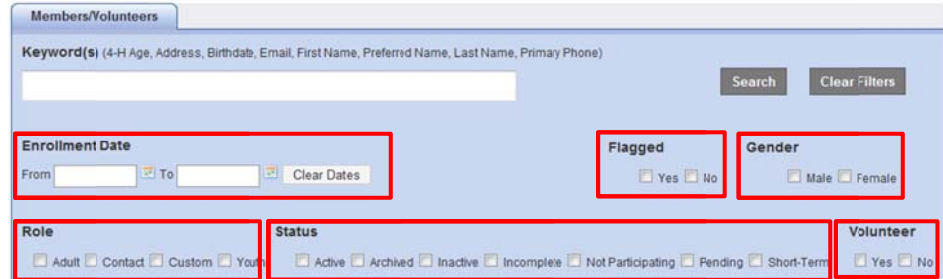 Members/Volunteers
Keyword(s) (4-H Age, Address, Birthdate, Email, First Name, Preferred Name, Last Name, Primary Phone)
Search Clear Filters
Enrollment Date Flagged Gender
From To Clear Dates Yes No Male Female
Role Status Volunteer
Adult Contact Custom Youth Active Archived Inactive Incomplete Not Participating Pending Short-Term Yes No